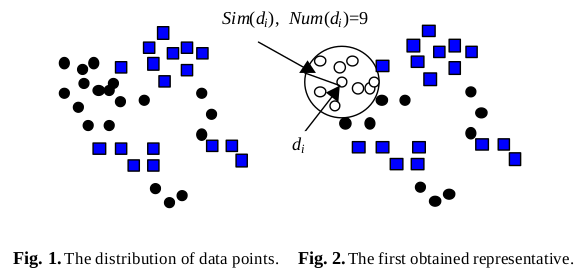 Sim(di), Num(di)=9
di
Fig. 1. The distribution of data points. Fig. 2. The first obtained representative.